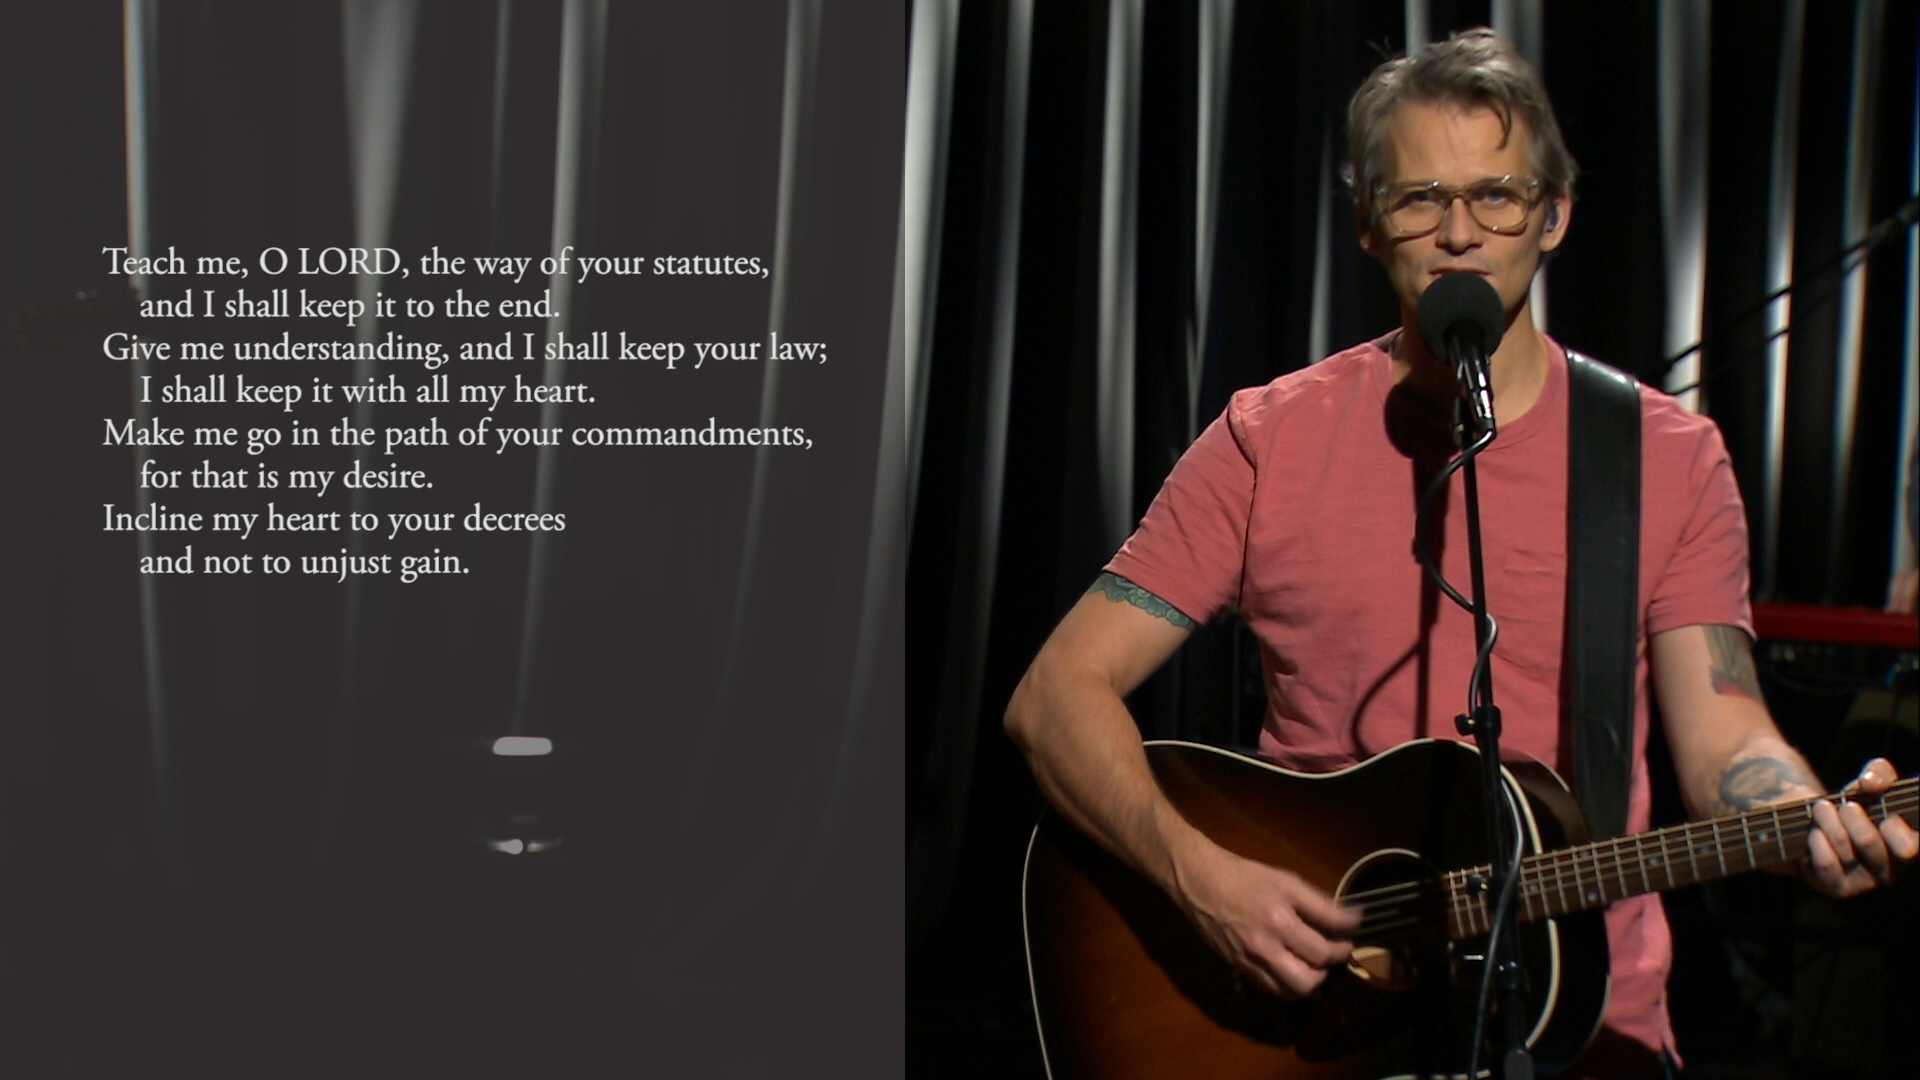 Teach me, O LORD, the way of your statutes,
and I shall keep it to the end.
Give me understanding, and I shall keep your law;
I shall keep it with all my heart.
Make me go in the path of your commandments,
for that is my desire.
Incline my heart to your decrees
and not to unjust gain.